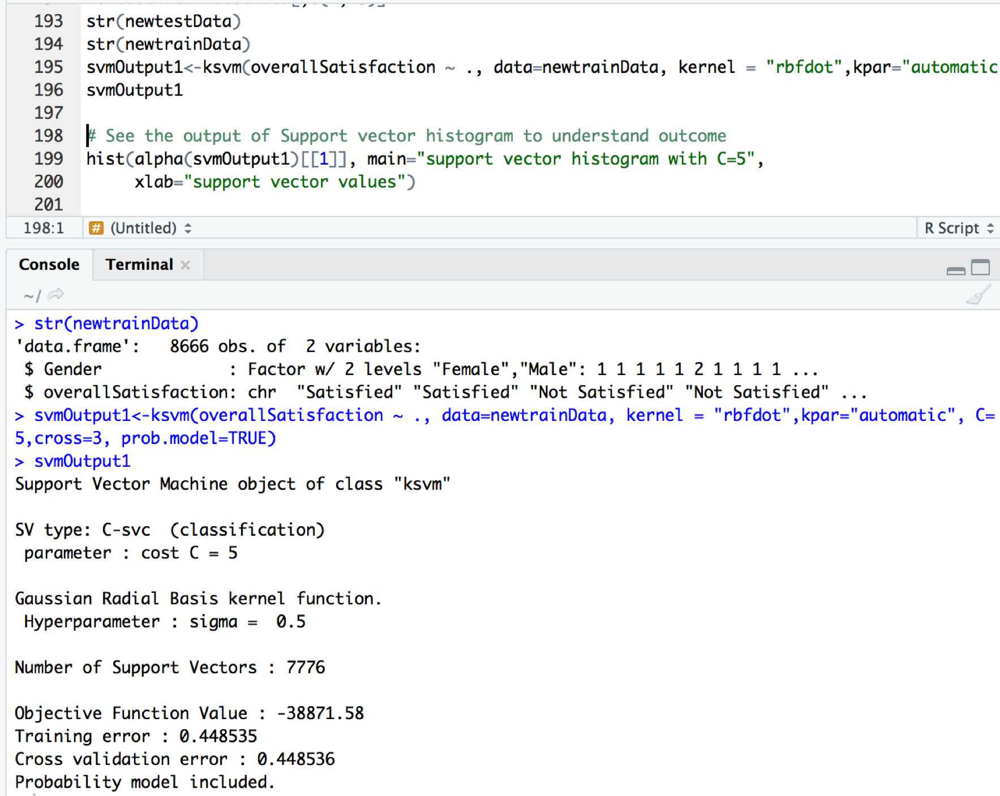 193 str(newtestData)
194 str(newtrainData)
195 svmOutput1<-ksvm(overallSatisfaction ~ ., data=newtrainData, kernel = "rbfdot",kpar="automatic
196 svmOutput1
197
198 # See the output of Support vector histogram to understand outcome
199 hist(alpha(svmOutput1)[[1]], main="support vector histogram with C=5",
200 xlab="support vector values")
201
198:1 # (Untitled) R Script
Console Terminal
~/
> str(newtrainData)
'data.frame': 8666 obs. of 2 variables:
$ Gender : Factor w/ 2 levels "Female","Male": 1 1 1 1 1 2 1 1 1 1 ...
$ overallSatisfaction: chr "Satisfied" "Satisfied" "Not Satisfied" "Not Satisfied" ...
> svmOutput1<-ksvm(overallSatisfaction ~ ., data=newtrainData, kernel = "rbfdot",kpar="automatic", C=
5,cross=3, prob.model=TRUE)
> svmOutput1
Support Vector Machine object of class "ksvm"
SV type: C-svc (classification)
parameter : cost C = 5
Gaussian Radial Basis kernel function.
Hyperparameter : sigma = 0.5
Number of Support Vectors : 7776
Objective Function Value : -38871.58
Training error : 0.448535
Cross validation error : 0.448536
Probability model included.